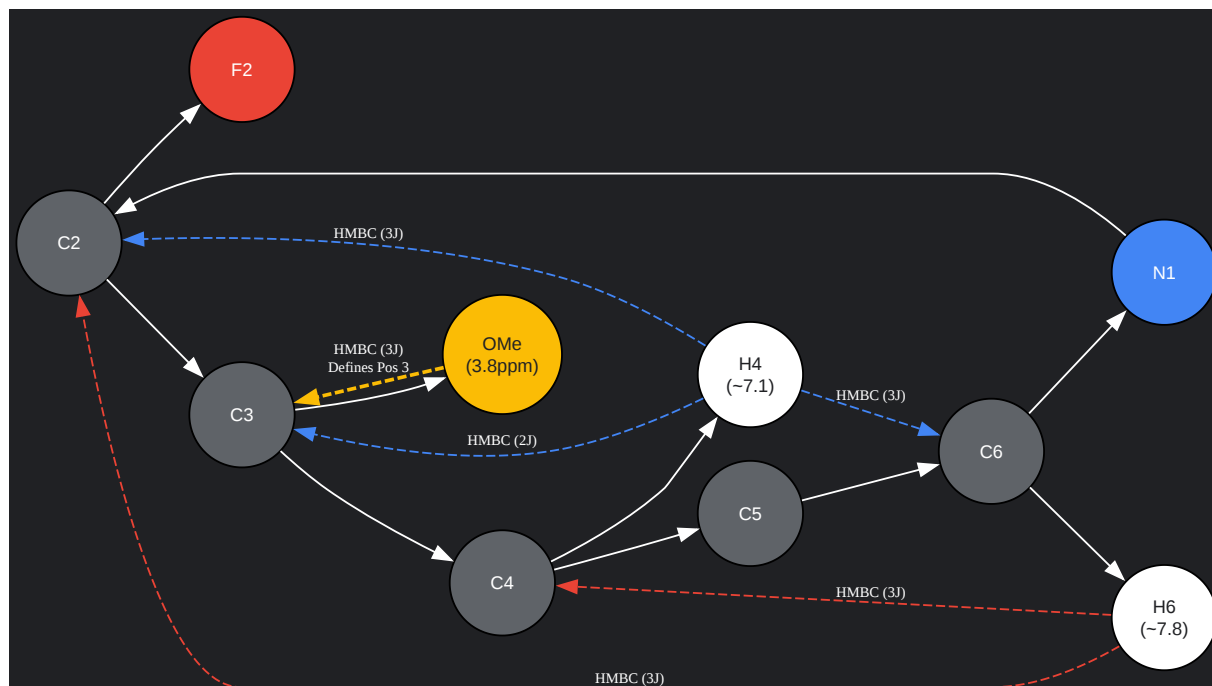 F2
HMBC (3J)
C2
N1
HMBC (3J)
Defines Pos 3
OMe
(3.8ppm)
H4
(~7.1)
HMBC (3J)
C3
HMBC (2J)
C6
C5
C4
HMBC (3J)
H6
(~7.8)
HMBC (3J)